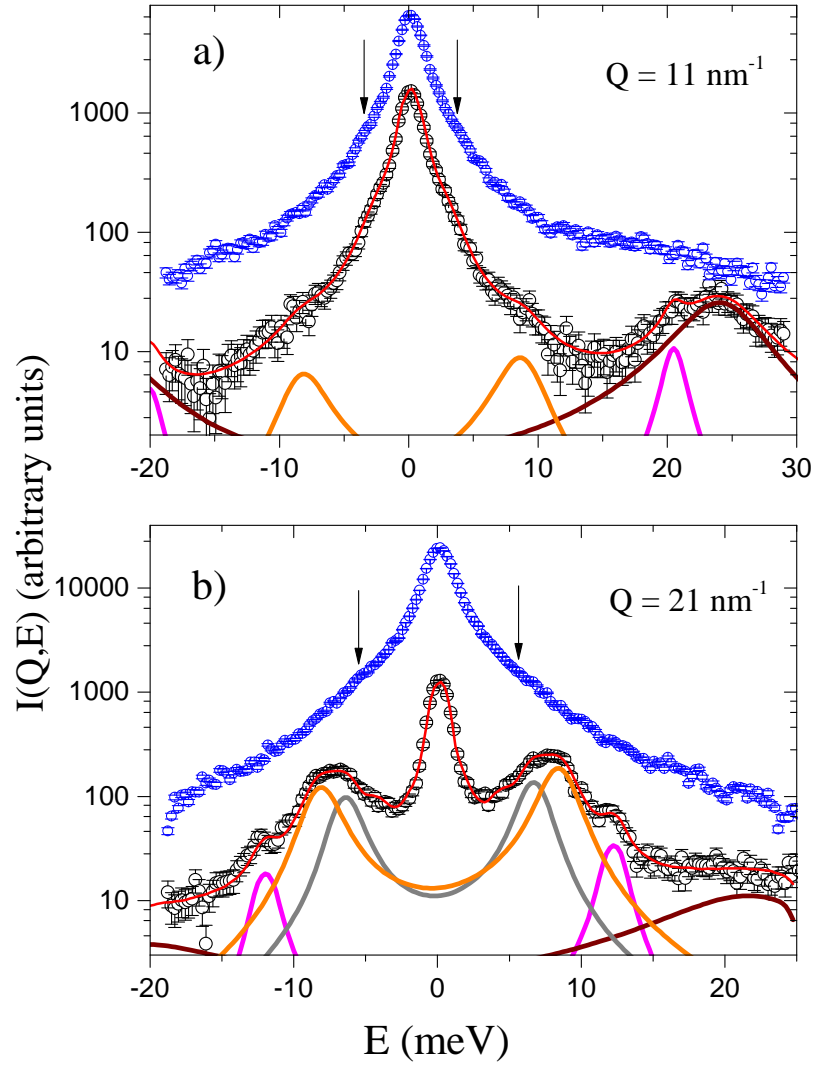 a)
Q = 11 nm⁻¹
1000
100
10
-20 -10 0 10 20 30
b)
Q = 21 nm⁻¹
10000
1000
100
10
-20 -10 0 10 20
I(Q,E) (arbitrary units)
E (meV)